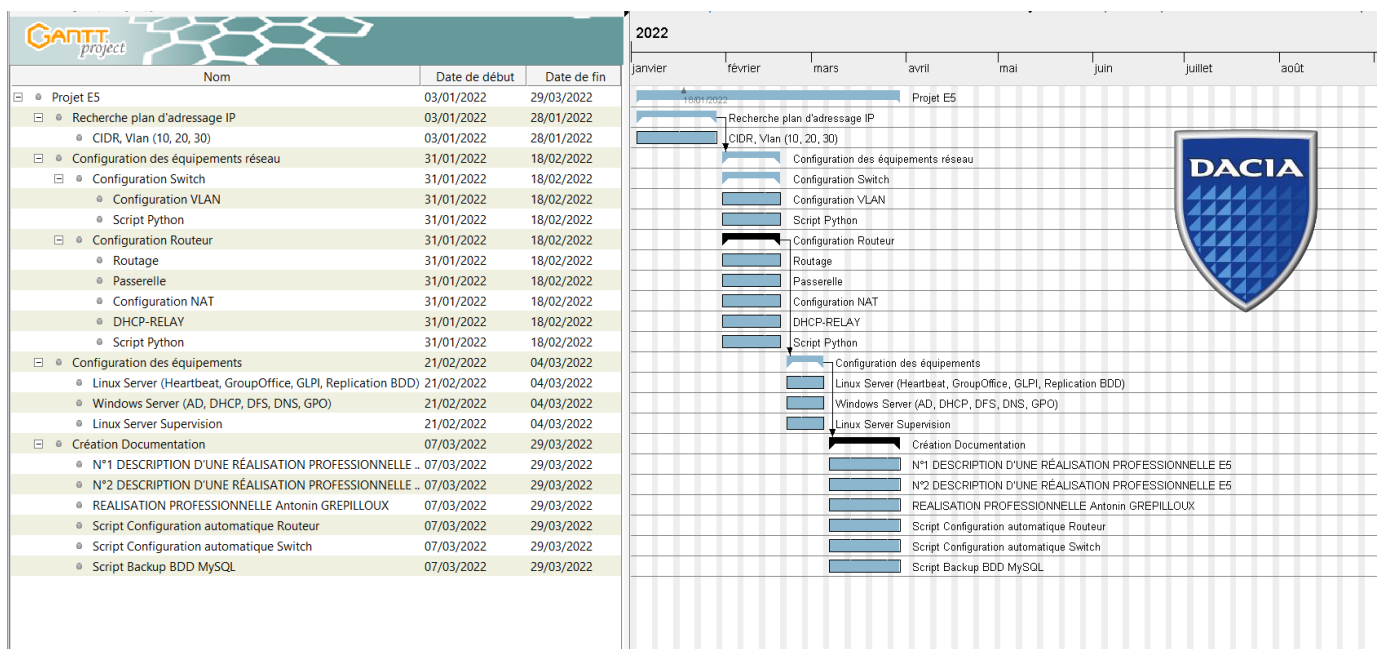 GANTT
project
2022
janvier février mars avril mai juin juillet août
Nom Date de début Date de fin
Projet E5 03/01/2022 29/03/2022 18/01/2022 Projet E5
Recherche plan d'adressage IP 03/01/2022 28/01/2022 Recherche plan d'adressage IP
CIDR, Vlan (10, 20, 30) 03/01/2022 28/01/2022 CIDR, Vlan (10, 20, 30)
Configuration des équipements réseau 31/01/2022 18/02/2022 Configuration des équipements réseau
Configuration Switch 31/01/2022 18/02/2022 Configuration Switch
Configuration VLAN 31/01/2022 18/02/2022 Configuration VLAN
Script Python 31/01/2022 18/02/2022 Script Python
Configuration Routeur 31/01/2022 18/02/2022 Configuration Routeur
Routage 31/01/2022 18/02/2022 Routage
Passerelle 31/01/2022 18/02/2022 Passerelle
Configuration NAT 31/01/2022 18/02/2022 Configuration NAT
DHCP-RELAY 31/01/2022 18/02/2022 DHCP-RELAY
Script Python 31/01/2022 18/02/2022 Script Python
Configuration des équipements 21/02/2022 04/03/2022 Configuration des équipements
Linux Server (Heartbeat, GroupOffice, GLPI, Replication BDD) 21/02/2022 04/03/2022 Linux Server (Heartbeat, GroupOffice, GLPI, Replication BDD)
Windows Server (AD, DHCP, DFS, DNS, GPO) 21/02/2022 04/03/2022 Windows Server (AD, DHCP, DFS, DNS, GPO)
Linux Server Supervision 21/02/2022 04/03/2022 Linux Server Supervision
Création Documentation 07/03/2022 29/03/2022 Création Documentation
N°1 DESCRIPTION D'UNE RÉALISATION PROFESSIONNELLE .. 07/03/2022 29/03/2022 N°1 DESCRIPTION D'UNE RÉALISATION PROFESSIONNELLE E5
N°2 DESCRIPTION D'UNE RÉALISATION PROFESSIONNELLE .. 07/03/2022 29/03/2022 N°2 DESCRIPTION D'UNE RÉALISATION PROFESSIONNELLE E5
REALISATION PROFESSIONNELLE Antonin GREPILLOUX 07/03/2022 29/03/2022 REALISATION PROFESSIONNELLE Antonin GREPILLOUX
Script Configuration automatique Routeur 07/03/2022 29/03/2022 Script Configuration automatique Routeur
Script Configuration automatique Switch 07/03/2022 29/03/2022 Script Configuration automatique Switch
Script Backup BDD MySQL 07/03/2022 29/03/2022 Script Backup BDD MySQL
DACIA